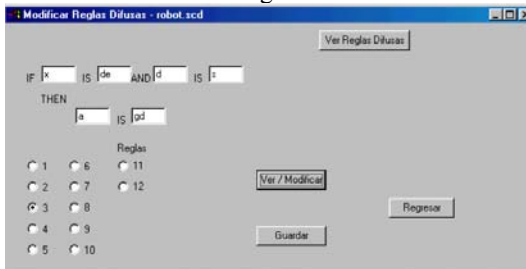 Modificar Reglas Difusas - robot.scd
Ver Reglas Difusas
IF x IS de AND d IS s
THEN
a IS gd
Reglas
1 6 11
2 7 12
3 8
4 9
5 10
Ver / Modificar
Regresar
Guardar